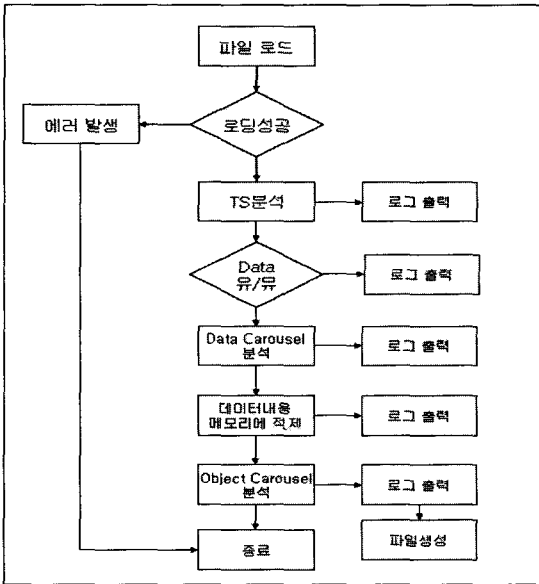 파일 로드
에러 발생
로딩성공
TS분석
로그 출력
Data
유/뮤
로그 출력
Data Carousel
분석
로그 출력
데이터내용
메모리에 적제
로그 출력
Object Carousel
분석
로그 출력
종료
파일생성